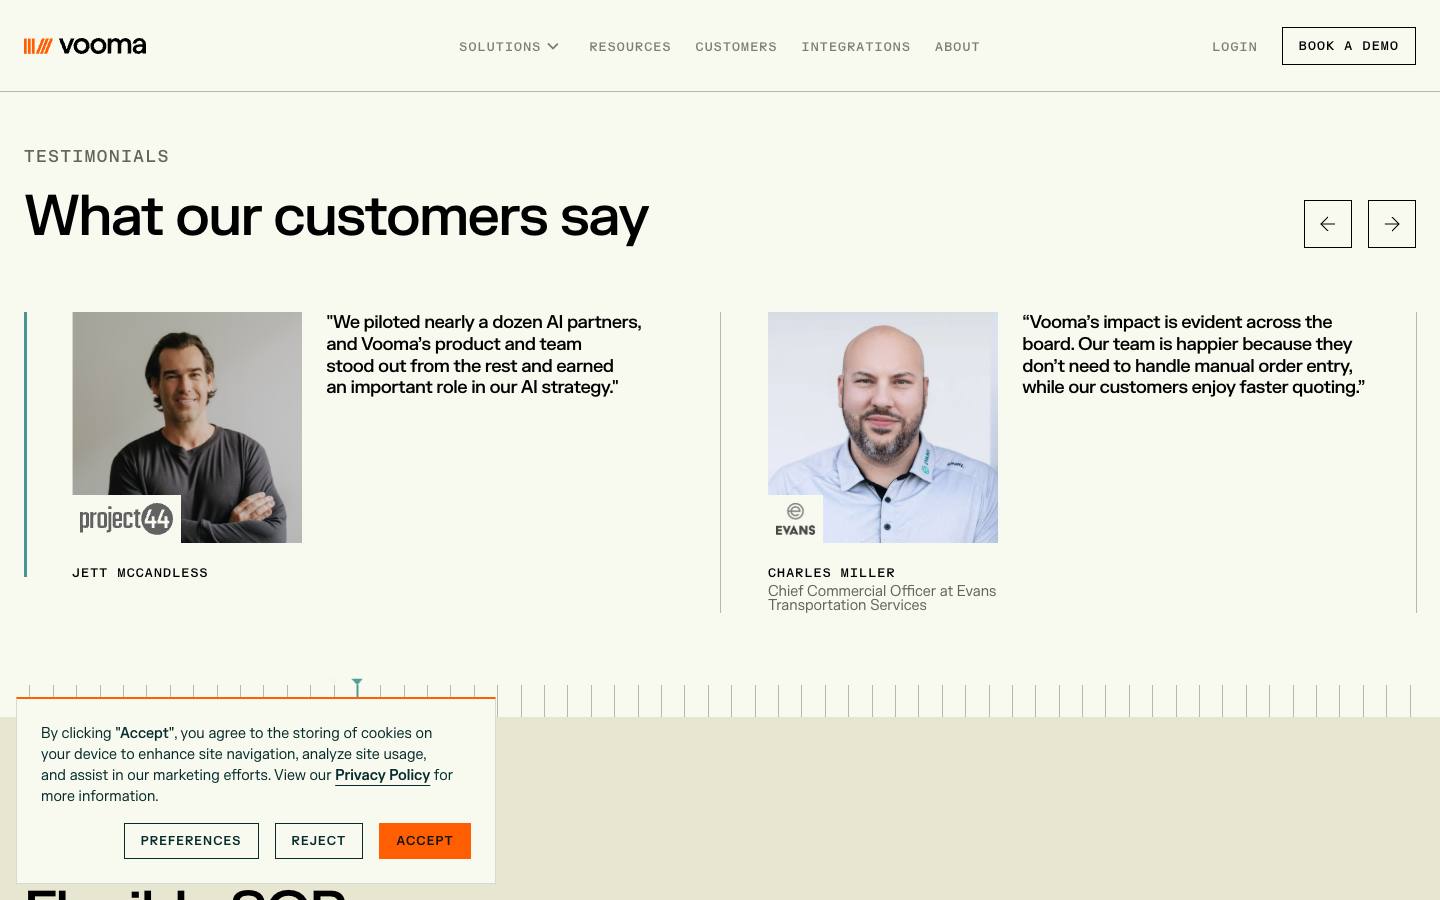 vooma
SOLUTIONS
RESOURCES
CUSTOMERS
INTEGRATIONS
ABOUT
LOGIN
BOOK A DEMO
TESTIMONIALS
What our customers say
"We piloted nearly a dozen AI partners,
and Vooma’s product and team
stood out from the rest and earned
an important role in our AI strategy."
project44
JETT MCCANDLESS
“Vooma’s impact is evident across the
board. Our team is happier because they
don’t need to handle manual order entry,
while our customers enjoy faster quoting.”
EVANS
CHARLES MILLER
Chief Commercial Officer at Evans
Transportation Services
By clicking "Accept", you agree to the storing of cookies on
your device to enhance site navigation, analyze site usage,
and assist in our marketing efforts. View our Privacy Policy for
more information.
PREFERENCES
REJECT
ACCEPT